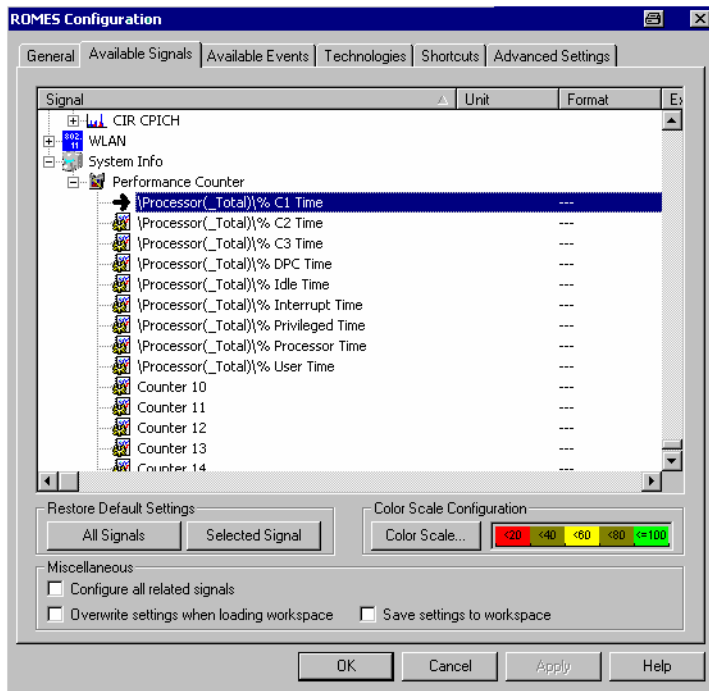 ROMES Configuration
General Available Signals Available Events Technologies Shortcuts Advanced Settings
Signal Unit Format
CIR CPICH
802. 11 WLAN
System Info
Performance Counter
\Processor(_Total)\% C1 Time ---
\Processor(_Total)\% C2 Time ---
\Processor(_Total)\% C3 Time ---
\Processor(_Total)\% DPC Time ---
\Processor(_Total)\% Idle Time ---
\Processor(_Total)\% Interrupt Time ---
\Processor(_Total)\% Privileged Time ---
\Processor(_Total)\% Processor Time ---
\Processor(_Total)\% User Time ---
Counter 10 ---
Counter 11 ---
Counter 12 ---
Counter 13 ---
Counter 14 ---
Restore Default Settings
All Signals Selected Signal
Color Scale Configuration
Color Scale... <20 <40 <60 <80 <=100
Miscellaneous
Configure all related signals
Overwrite settings when loading workspace Save settings to workspace
OK Cancel Apply Help